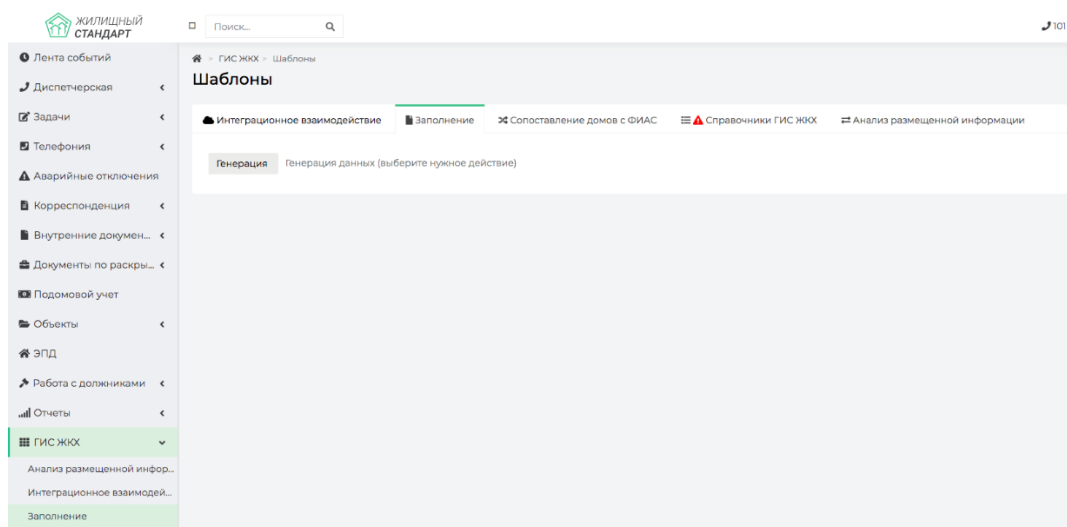 ЖИЛИЩНЫЙ
СТАНДАРТ
Поиск...
101
Лента событий
Диспетчерская
Задачи
Телефония
Аварийные отключения
Корреспонденция
Внутренние докумен...
Документы по раскры...
Подомовой учет
Объекты
ЭПД
Работа с должниками
Отчеты
ГИС ЖКХ
Анализ размещенной инфор...
Интеграционное взаимодей...
Заполнение
> ГИС ЖКХ > Шаблоны
Шаблоны
Интеграционное взаимодействие Заполнение Сопоставление домов с ФИАС Справочники ГИС ЖКХ Анализ размещенной информации
Генерация Генерация данных (выберите нужное действие)